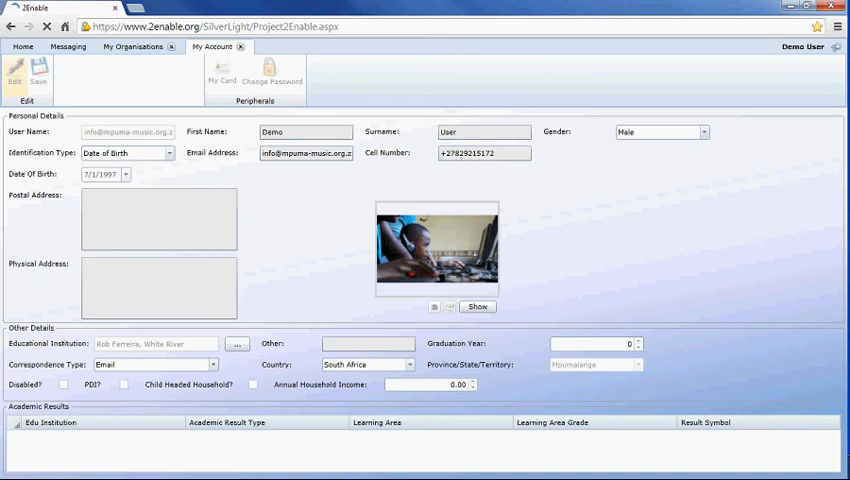 2Enable
https://www.2enable.org/SilverLight/Project2Enable.aspx
Home Messaging My Organisations My Account Demo User
Edit Save My Card Change Password
Edit Peripherals
Personal Details
User Name: info@mpuma-music.org.z First Name: Demo Surname: User Gender: Male
Identification Type: Date of Birth Email Address: info@mpuma-music.org.z Cell Number: +27829215172
Date Of Birth: 7/1/1997
Postal Address:
Physical Address:
Show
Other Details
Educational Institution: Rob Ferreira, White River ... Other: Graduation Year: 0
Correspondence Type: Email Country: South Africa Province/State/Territory: Mpumalanga
Disabled? PDI? Child Headed Household? Annual Household Income: 0.00
Academic Results
Edu Institution Academic Result Type Learning Area Learning Area Grade Result Symbol